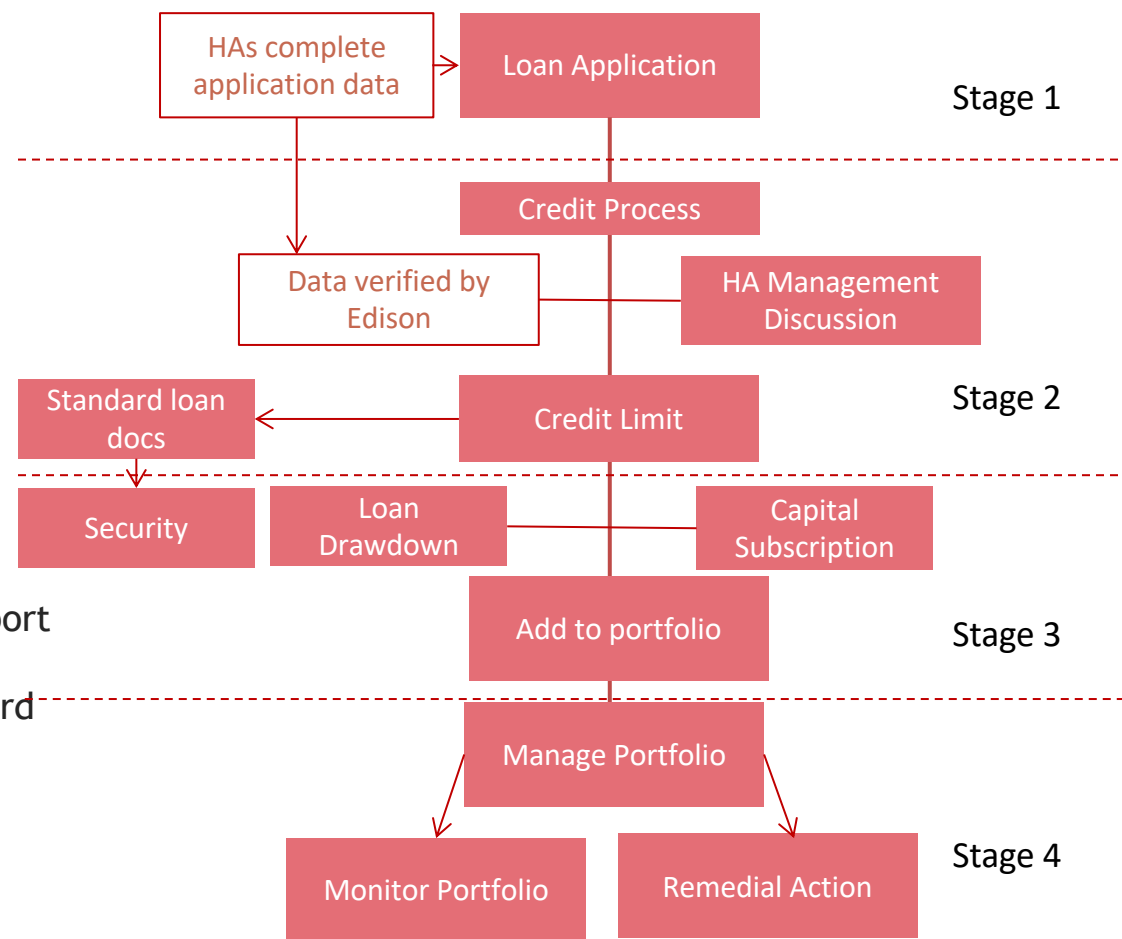 HAs complete
application data
Loan Application
Stage 1
Credit Process
Data verified by
Edison
HA Management
Discussion
Standard loan
docs
Credit Limit
Stage 2
Security
Loan
Drawdown
Capital
Subscription
ort
Add to portfolio
Stage 3
rd
Manage Portfolio
Monitor Portfolio
Remedial Action
Stage 4